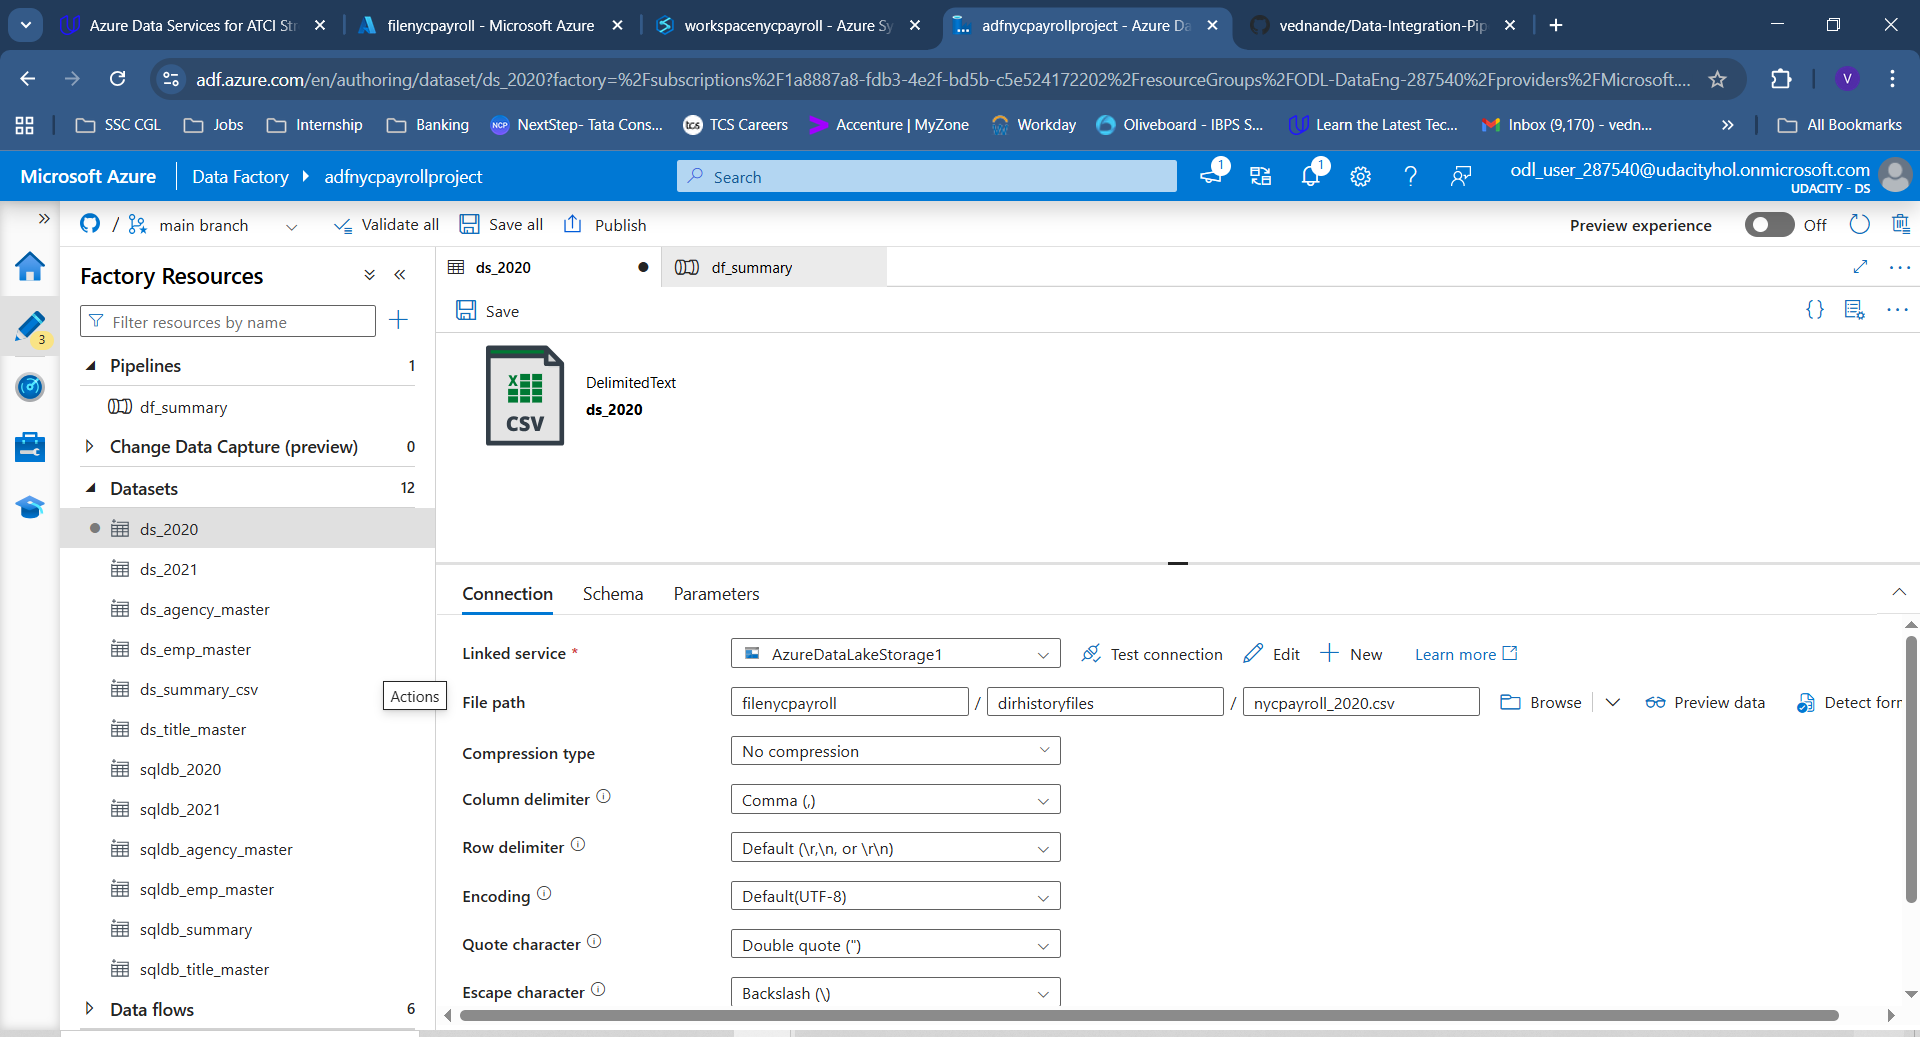 Azure Data Services for ATCI Str
filenycpayroll - Microsoft Azure
workspacenycpayroll - Azure Sy
adfnycpayrollproject - Azure Da
vednande/Data-Integration-Pip
adf.azure.com/en/authoring/dataset/ds_2020?factory=%2Fsubscriptions%2F1a8887a8-fdb3-4e2f-bd5b-c5e524172202%2FresourceGroups%2FODL-DataEng-287540%2Fproviders%2FMicrosoft....
V
SSC CGL
Jobs
Internship
Banking
NCP
NextStep- Tata Cons...
tcs
TCS Careers
Accenture | MyZone
Workday
Oliveboard - IBPS S...
Learn the Latest Tec...
Inbox (9,170) - vedn...
All Bookmarks
Microsoft Azure
Data Factory
adfnycpayrollproject
Search
1
1
odl_user_287540@udacityhol.onmicrosoft.com
UDACITY - DS
/
main branch
Validate all
Save all
Publish
Preview experience
Off
Factory Resources
Filter resources by name
3
Pipelines
1
df_summary
Change Data Capture (preview)
0
Datasets
12
ds_2020
ds_2021
ds_agency_master
ds_emp_master
ds_summary_csv
ds_title_master
sqldb_2020
sqldb_2021
sqldb_agency_master
sqldb_emp_master
sqldb_summary
sqldb_title_master
Data flows
6
Actions
ds_2020
df_summary
Save
X
CSV
DelimitedText
ds_2020
Connection
Schema
Parameters
Linked service *
AzureDataLakeStorage1
Test connection
Edit
New
Learn more
File path
filenycpayroll
/
dirhistoryfiles
/
nycpayroll_2020.csv
Browse
Preview data
Detect for
Compression type
No compression
Column delimiter
Comma (,)
Row delimiter
Default (\r,\n, or \r\n)
Encoding
Default(UTF-8)
Quote character
Double quote (")
Escape character
Backslash (\)